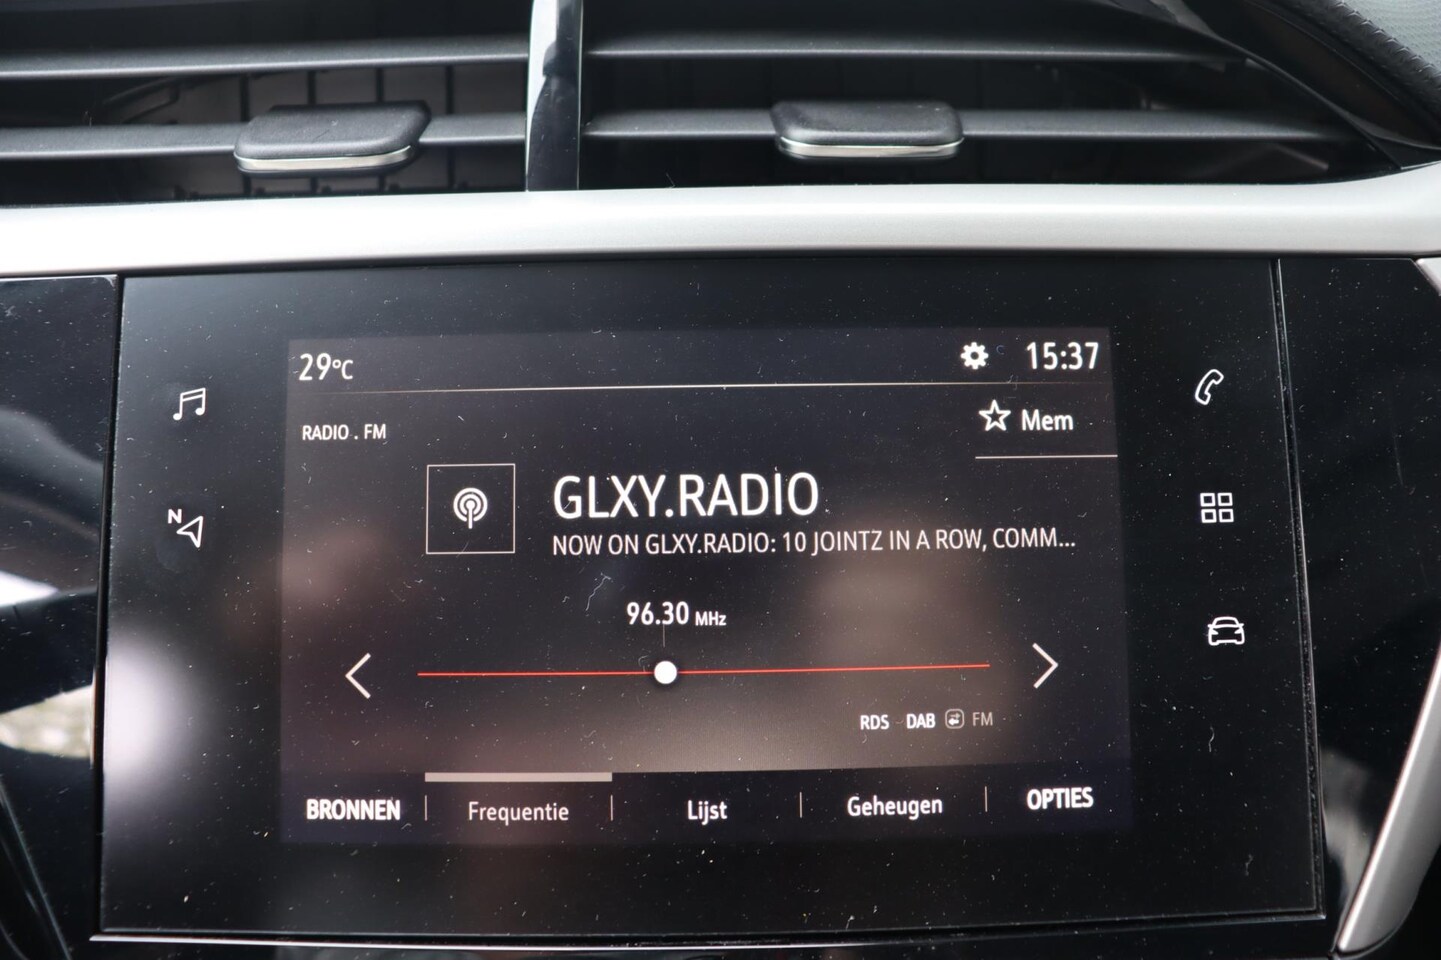 29°C
15:37
Mem
RADIO . FM
GLXY.RADIO
NOW ON GLXY.RADIO: 10 JOINTZ IN A ROW, COMM...
96.30 MHz
N
RDS DAB FM
BRONNEN Frequentie Lijst Geheugen OPTIES